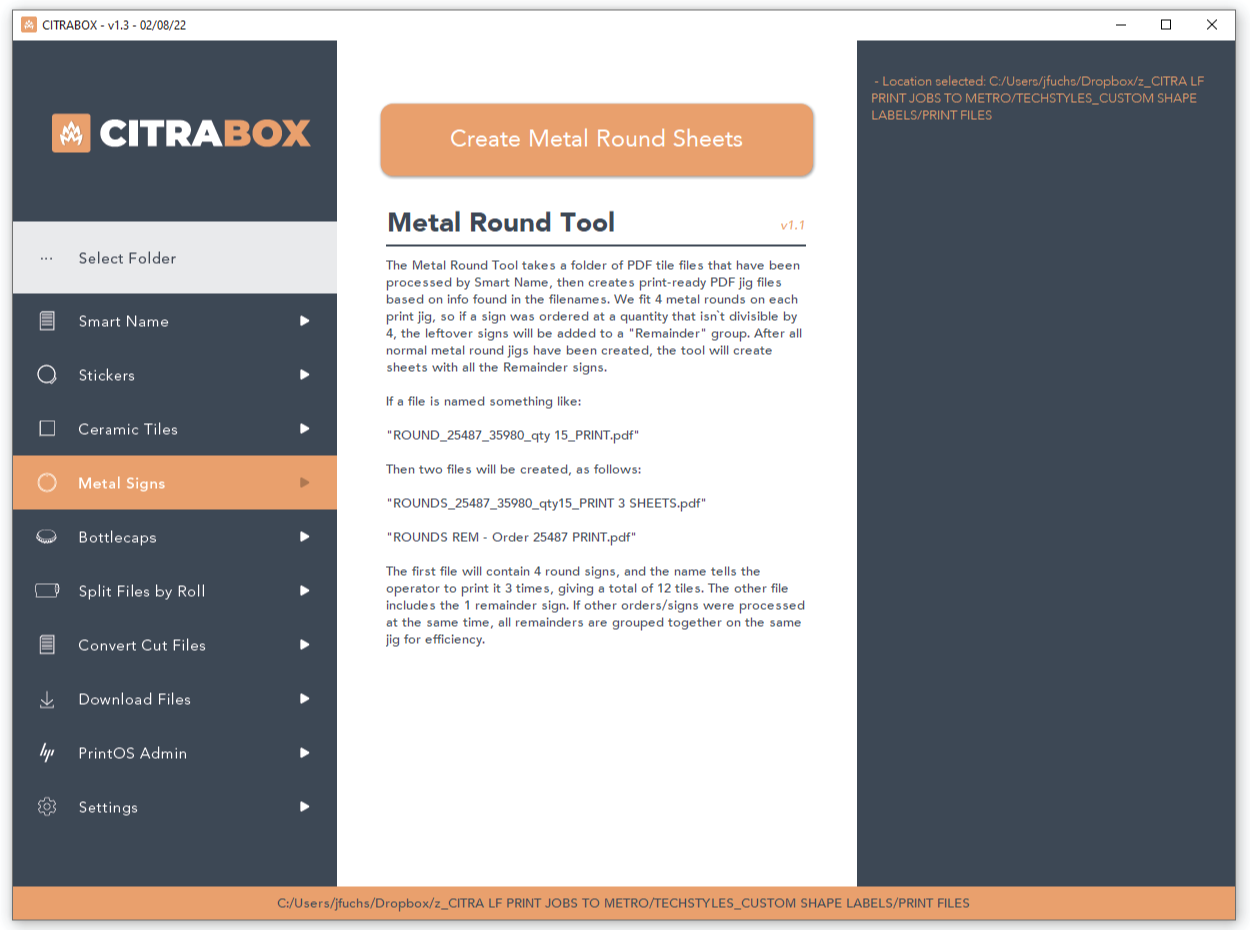 CITRABOX - v1.3 - 02/08/22
CITRABOX
... Select Folder
Smart Name
Stickers
Ceramic Tiles
Metal Signs
Bottlecaps
Split Files by Roll
Convert Cut Files
Download Files
hp PrintOS Admin
Settings
Create Metal Round Sheets
Metal Round Tool v1.1
The Metal Round Tool takes a folder of PDF tile files that have been
processed by Smart Name, then creates print-ready PDF jig files
based on info found in the filenames. We fit 4 metal rounds on each
print jig, so if a sign was ordered at a quantity that isn`t divisible by
4, the leftover signs will be added to a "Remainder" group. After all
normal metal round jigs have been created, the tool will create
sheets with all the Remainder signs.
If a file is named something like:
"ROUND_25487_35980_qty 15_PRINT.pdf"
Then two files will be created, as follows:
"ROUNDS_25487_35980_qty15_PRINT 3 SHEETS.pdf"
"ROUNDS REM - Order 25487 PRINT.pdf"
The first file will contain 4 round signs, and the name tells the
operator to print it 3 times, giving a total of 12 tiles. The other file
includes the 1 remainder sign. If other orders/signs were processed
at the same time, all remainders are grouped together on the same
jig for efficiency.
- Location selected: C:/Users/jfuchs/Dropbox/z_CITRA LF
PRINT JOBS TO METRO/TECHSTYLES_CUSTOM SHAPE
LABELS/PRINT FILES
C:/Users/jfuchs/Dropbox/z_CITRA LF PRINT JOBS TO METRO/TECHSTYLES_CUSTOM SHAPE LABELS/PRINT FILES